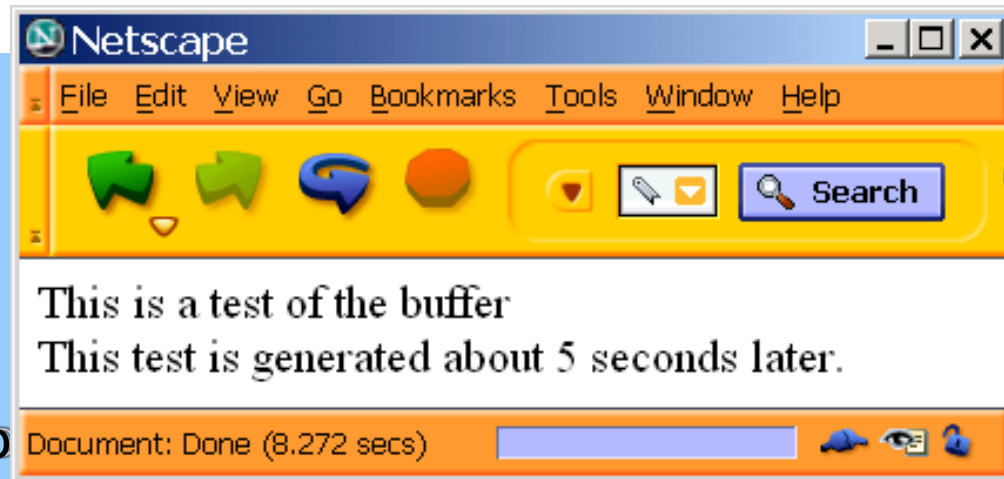 Netscape
File Edit View Go Bookmarks Tools Window Help
Search
This is a test of the buffer
This test is generated about 5 seconds later.
Document: Done (8.272 secs)